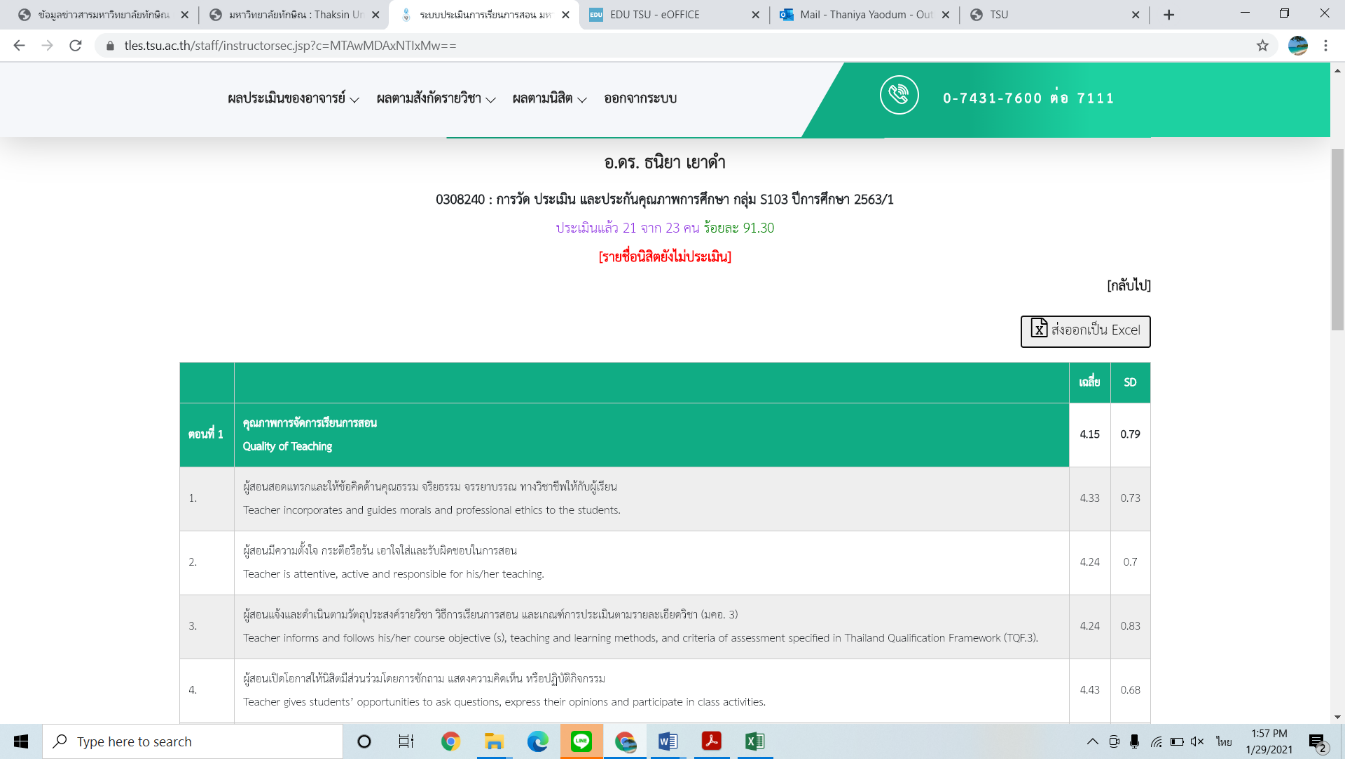 ข้อมูลข่าวสารมหาวิทยาลัยทักษิณ
มหาวิทยาลัยทักษิณ : Thaksin Un
ระบบประเมินการเรียนการสอน มห
EDU TSU - eOFFICE
Mail - Thaniya Yaodum - Out
TSU
tles.tsu.ac.th/staff/instructorsec.jsp?c=MTAwMDAxNTIxMw==
ผลประเมินของอาจารย์ ผลตามสังกัดรายวิชา ผลตามนิสิต ออกจากระบบ
0-7431-7600 ต่อ 7111
อ.ดร. ธนิยา เยาดำ
0308240 : การวัด ประเมิน และประกันคุณภาพการศึกษา กลุ่ม S103 ปีการศึกษา 2563/1
ประเมินแล้ว 21 จาก 23 คน ร้อยละ 91.30
[รายชื่อนิสิตยังไม่ประเมิน]
[กลับไป]
ส่งออกเป็น Excel
เฉลี่ย SD
ตอนที่ 1
คุณภาพการจัดการเรียนการสอน
Quality of Teaching
4.15 0.79
1.
ผู้สอนสอดแทรกและให้ข้อคิดด้านคุณธรรม จริยธรรม จรรยาบรรณ ทางวิชาชีพให้กับผู้เรียน
Teacher incorporates and guides morals and professional ethics to the students.
4.33 0.73
2.
ผู้สอนมีความตั้งใจ กระตือรือร้น เอาใจใส่และรับผิดชอบในการสอน
Teacher is attentive, active and responsible for his/her teaching.
4.24 0.7
3.
ผู้สอนแจ้งและดำเนินตามวัตถุประสงค์รายวิชา วิธีการเรียนการสอน และเกณฑ์การประเมินตามรายละเอียดวิชา (มคอ. 3)
Teacher informs and follows his/her course objective (s), teaching and learning methods, and criteria of assessment specified in Thailand Qualification Framework (TQF.3).
4.24 0.83
4.
ผู้สอนเปิดโอกาสให้นิสิตมีส่วนร่วมโดยการซักถาม แสดงความคิดเห็น หรือปฏิบัติกิจกรรม
Teacher gives students' opportunities to ask questions, express their opinions and participate in class activities.
4.43 0.68
Type here to search
ไทย
1:57 PM
1/29/2021
2